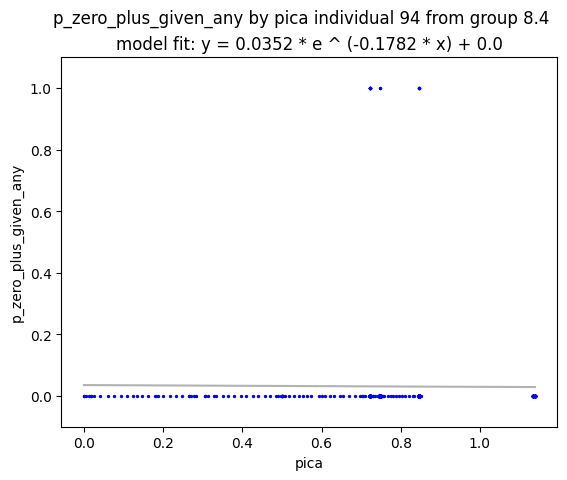 p_zero_plus_given_any by pica individual 94 from group 8.4
model fit: y = 0.0352 * e ^ (-0.1782 * x) + 0.0
p_zero_plus_given_any
1.0
0.8
0.6
0.4
0.2
0.0
0.0 0.2 0.4 0.6 0.8 1.0
pica